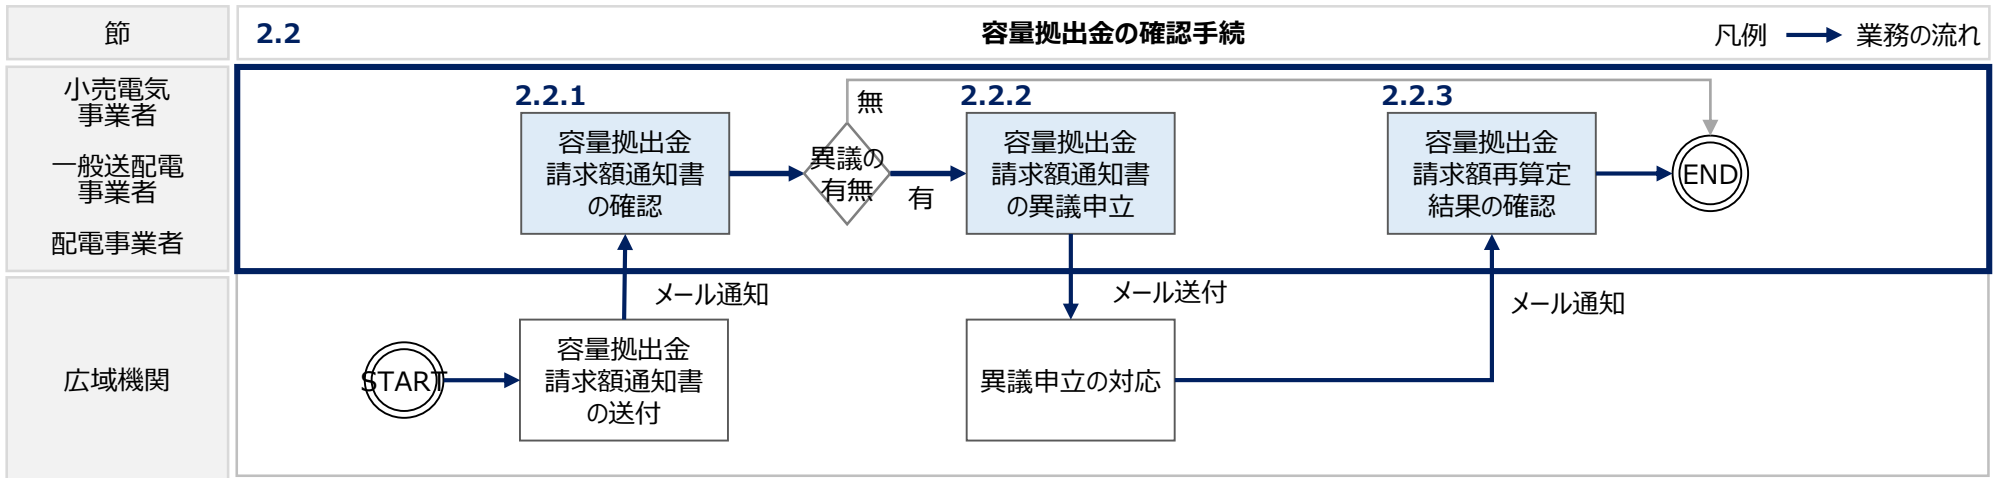 節
2.2
容量拠出金の確認手続
凡例
業務の流れ
小売電気
事業者
一般送配電
事業者
配電事業者
2.2.1
容量拠出金
請求額通知書
の確認
異議の
有無
無
有
2.2.2
容量拠出金
請求額通知書
の異議申立
2.2.3
容量拠出金
請求額再算定
結果の確認
END
メール通知
メール送付
メール通知
広域機関
START
容量拠出金
請求額通知書
の送付
異議申立の対応